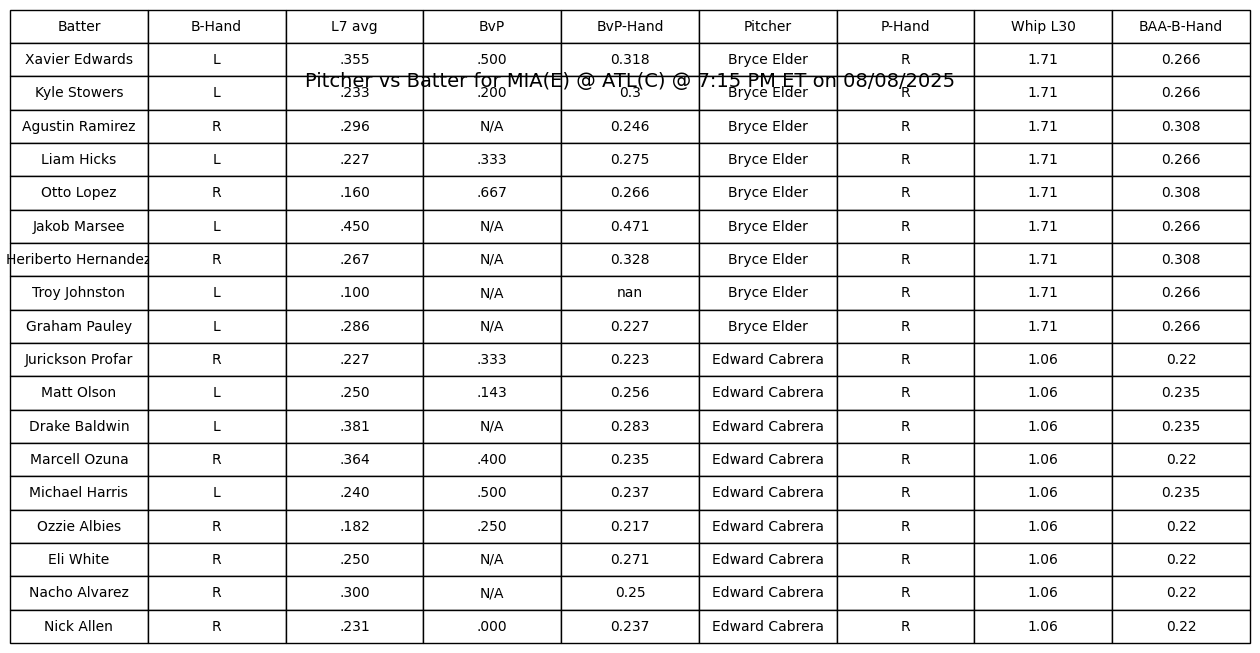 Batter B-Hand L7 avg BvP BvP-Hand Pitcher P-Hand Whip L30 BAA-B-Hand
Xavier Edwards L .355 .500 0.318 Bryce Elder R 1.71 0.266
Pitcher vs Batter for MIA(E) @ ATL(C) @ 7:15 PM ET on 08/08/2025
Kyle Stowers L .233 .200 0.3 Bryce Elder R 1.71 0.266
Agustin Ramirez R .296 N/A 0.246 Bryce Elder R 1.71 0.308
Liam Hicks L .227 .333 0.275 Bryce Elder R 1.71 0.266
Otto Lopez R .160 .667 0.266 Bryce Elder R 1.71 0.308
Jakob Marsee L .450 N/A 0.471 Bryce Elder R 1.71 0.266
Heriberto Hernandez R .267 N/A 0.328 Bryce Elder R 1.71 0.308
Troy Johnston L .100 N/A nan Bryce Elder R 1.71 0.266
Graham Pauley L .286 N/A 0.227 Bryce Elder R 1.71 0.266
Jurickson Profar R .227 .333 0.223 Edward Cabrera R 1.06 0.22
Matt Olson L .250 .143 0.256 Edward Cabrera R 1.06 0.235
Drake Baldwin L .381 N/A 0.283 Edward Cabrera R 1.06 0.235
Marcell Ozuna R .364 .400 0.235 Edward Cabrera R 1.06 0.22
Michael Harris L .240 .500 0.237 Edward Cabrera R 1.06 0.235
Ozzie Albies R .182 .250 0.217 Edward Cabrera R 1.06 0.22
Eli White R .250 N/A 0.271 Edward Cabrera R 1.06 0.22
Nacho Alvarez R .300 N/A 0.25 Edward Cabrera R 1.06 0.22
Nick Allen R .231 .000 0.237 Edward Cabrera R 1.06 0.22